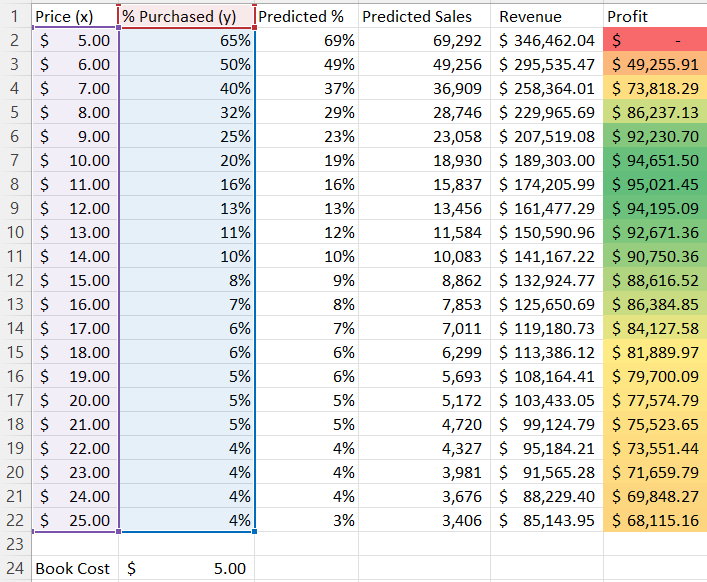 1 Price (x) % Purchased (y) Predicted % Predicted Sales Revenue Profit
2 $ 5.00 65% 69% 69,292 $ 346,462.04 $ -
3 $ 6.00 50% 49% 49,256 $ 295,535.47 $ 49,255.91
4 $ 7.00 40% 37% 36,909 $ 258,364.01 $ 73,818.29
5 $ 8.00 32% 29% 28,746 $ 229,965.69 $ 86,237.13
6 $ 9.00 25% 23% 23,058 $ 207,519.08 $ 92,230.70
7 $ 10.00 20% 19% 18,930 $ 189,303.00 $ 94,651.50
8 $ 11.00 16% 16% 15,837 $ 174,205.99 $ 95,021.45
9 $ 12.00 13% 13% 13,456 $ 161,477.29 $ 94,195.09
10 $ 13.00 11% 12% 11,584 $ 150,590.96 $ 92,671.36
11 $ 14.00 10% 10% 10,083 $ 141,167.22 $ 90,750.36
12 $ 15.00 8% 9% 8,862 $ 132,924.77 $ 88,616.52
13 $ 16.00 7% 8% 7,853 $ 125,650.69 $ 86,384.85
14 $ 17.00 6% 7% 7,011 $ 119,180.73 $ 84,127.58
15 $ 18.00 6% 6% 6,299 $ 113,386.12 $ 81,889.97
16 $ 19.00 5% 6% 5,693 $ 108,164.41 $ 79,700.09
17 $ 20.00 5% 5% 5,172 $ 103,433.05 $ 77,574.79
18 $ 21.00 5% 5% 4,720 $ 99,124.79 $ 75,523.65
19 $ 22.00 4% 4% 4,327 $ 95,184.21 $ 73,551.44
20 $ 23.00 4% 4% 3,981 $ 91,565.28 $ 71,659.79
21 $ 24.00 4% 4% 3,676 $ 88,229.40 $ 69,848.27
22 $ 25.00 4% 3% 3,406 $ 85,143.95 $ 68,115.16
23
24 Book Cost $ 5.00